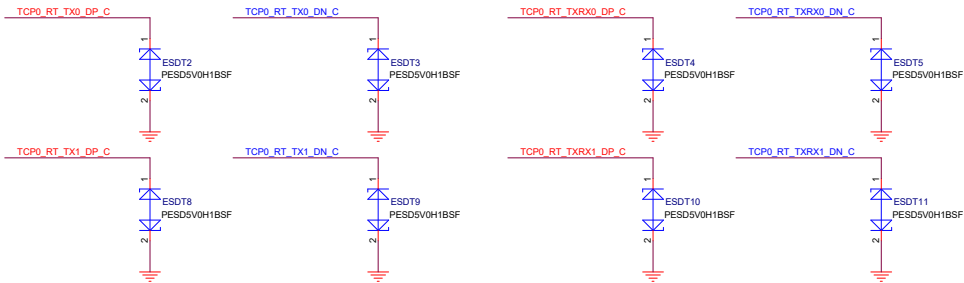 TCP0_RT_TX0_DP_C
TCP0_RT_TX0_DN_C
TCP0_RT_TXRX0_DP_C
TCP0_RT_TXRX0_DN_C
1
ESDT2
PESD5V0H1BSF
2
1
ESDT3
PESD5V0H1BSF
2
1
ESDT4
PESD5V0H1BSF
2
1
ESDT5
PESD5V0H1BSF
2
TCP0_RT_TX1_DP_C
TCP0_RT_TX1_DN_C
TCP0_RT_TXRX1_DP_C
TCP0_RT_TXRX1_DN_C
1
ESDT8
PESD5V0H1BSF
2
1
ESDT9
PESD5V0H1BSF
2
1
ESDT10
PESD5V0H1BSF
2
1
ESDT11
PESD5V0H1BSF
2